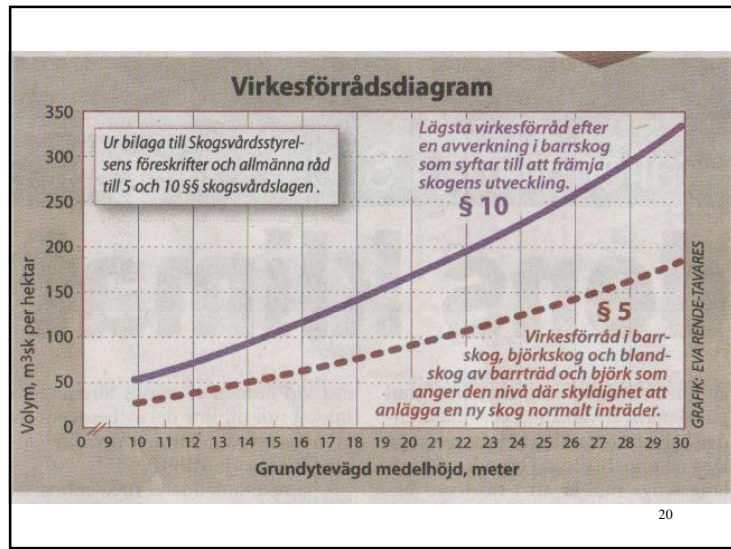 Virkesförrådsdiagram
Ur bilaga till Skogsvårdsstyrel-
sens föreskrifter och allmänna råd
till 5 och 10 §§ skogsvårdslagen .
Lägsta virkesförråd efter
en avverkning i barrskog
som syftar till att främja
skogens utveckling.
§ 10
§ 5
Virkesförråd i barr-
skog, björkskog och bland-
skog av barrträd och björk som
anger den nivå där skyldighet att
anlägga en ny skog normalt inträder.
Volym, m3sk per hektar
350
300
250
200
150
100
50
0
0 9 10 11 12 13 14 15 16 17 18 19 20 21 22 23 24 25 26 27 28 29 30
Grundytevägd medelhöjd, meter
GRAFIK: EVA RENDE-TAVARES
20